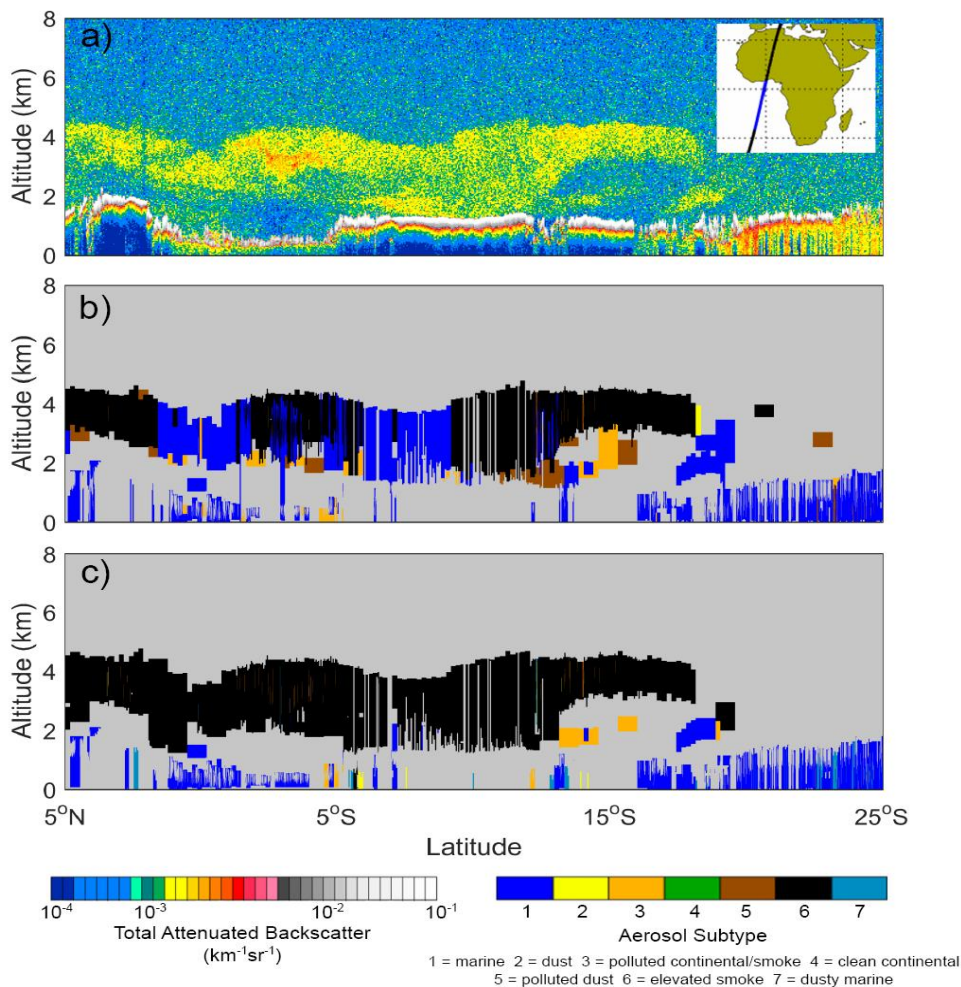 a)
8
6
4
2
0
Altitude (km)
b)
8
6
4
2
0
Altitude (km)
c)
8
6
4
2
0
Altitude (km)
5°N 5°S 15°S 25°S
Latitude
10⁻⁴ 10⁻³ 10⁻² 10⁻¹
Total Attenuated Backscatter
(km⁻¹sr⁻¹)
1 2 3 4 5 6 7
Aerosol Subtype
1 = marine 2 = dust 3 = polluted continental/smoke 4 = clean continental
5 = polluted dust 6 = elevated smoke 7 = dusty marine